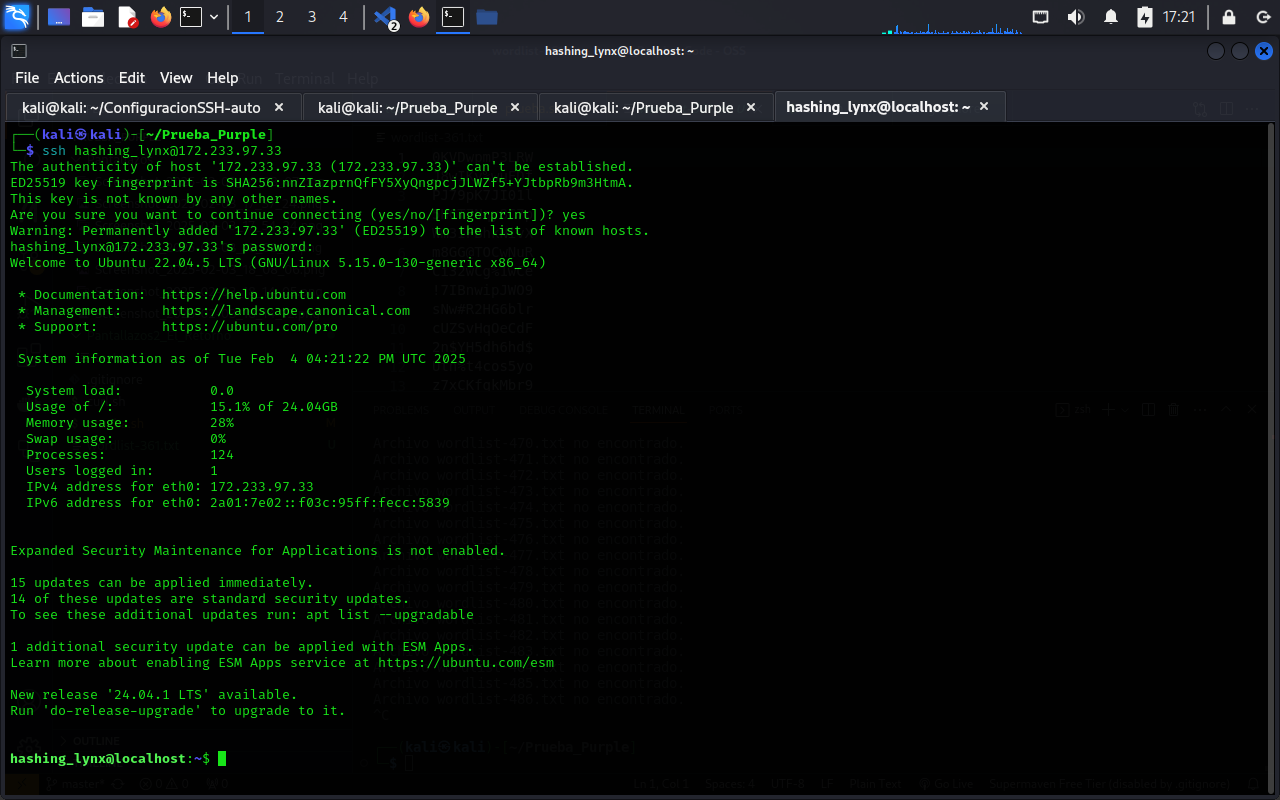 1 2 3 4 2 17:21
hashing_lynx@localhost: ~
File Actions Edit View Help
kali@kali: ~/ConfiguracionSSH-auto kali@kali: ~/Prueba_Purple kali@kali: ~/Prueba_Purple hashing_lynx@localhost: ~
┌──(kali㉿kali)-[~/Prueba_Purple]
└─$ ssh hashing_lynx@172.233.97.33
The authenticity of host '172.233.97.33 (172.233.97.33)' can't be established.
ED25519 key fingerprint is SHA256:nnZIazprnQfFY5XyQngpcjJLWZf5+YJtbpRb9m3HtmA.
This key is not known by any other names.
Are you sure you want to continue connecting (yes/no/[fingerprint])? yes
Warning: Permanently added '172.233.97.33' (ED25519) to the list of known hosts.
hashing_lynx@172.233.97.33's password:
Welcome to Ubuntu 22.04.5 LTS (GNU/Linux 5.15.0-130-generic x86_64)
* Documentation: https://help.ubuntu.com
* Management: https://landscape.canonical.com
* Support: https://ubuntu.com/pro
System information as of Tue Feb 4 04:21:22 PM UTC 2025
System load: 0.0
Usage of /: 15.1% of 24.04GB
Memory usage: 28%
Swap usage: 0%
Processes: 124
Users logged in: 1
IPv4 address for eth0: 172.233.97.33
IPv6 address for eth0: 2a01:7e02::f03c:95ff:fecc:5839
Expanded Security Maintenance for Applications is not enabled.
15 updates can be applied immediately.
14 of these updates are standard security updates.
To see these additional updates run: apt list --upgradable
1 additional security update can be applied with ESM Apps.
Learn more about enabling ESM Apps service at https://ubuntu.com/esm
New release '24.04.1 LTS' available.
Run 'do-release-upgrade' to upgrade to it.
hashing_lynx@localhost:~$